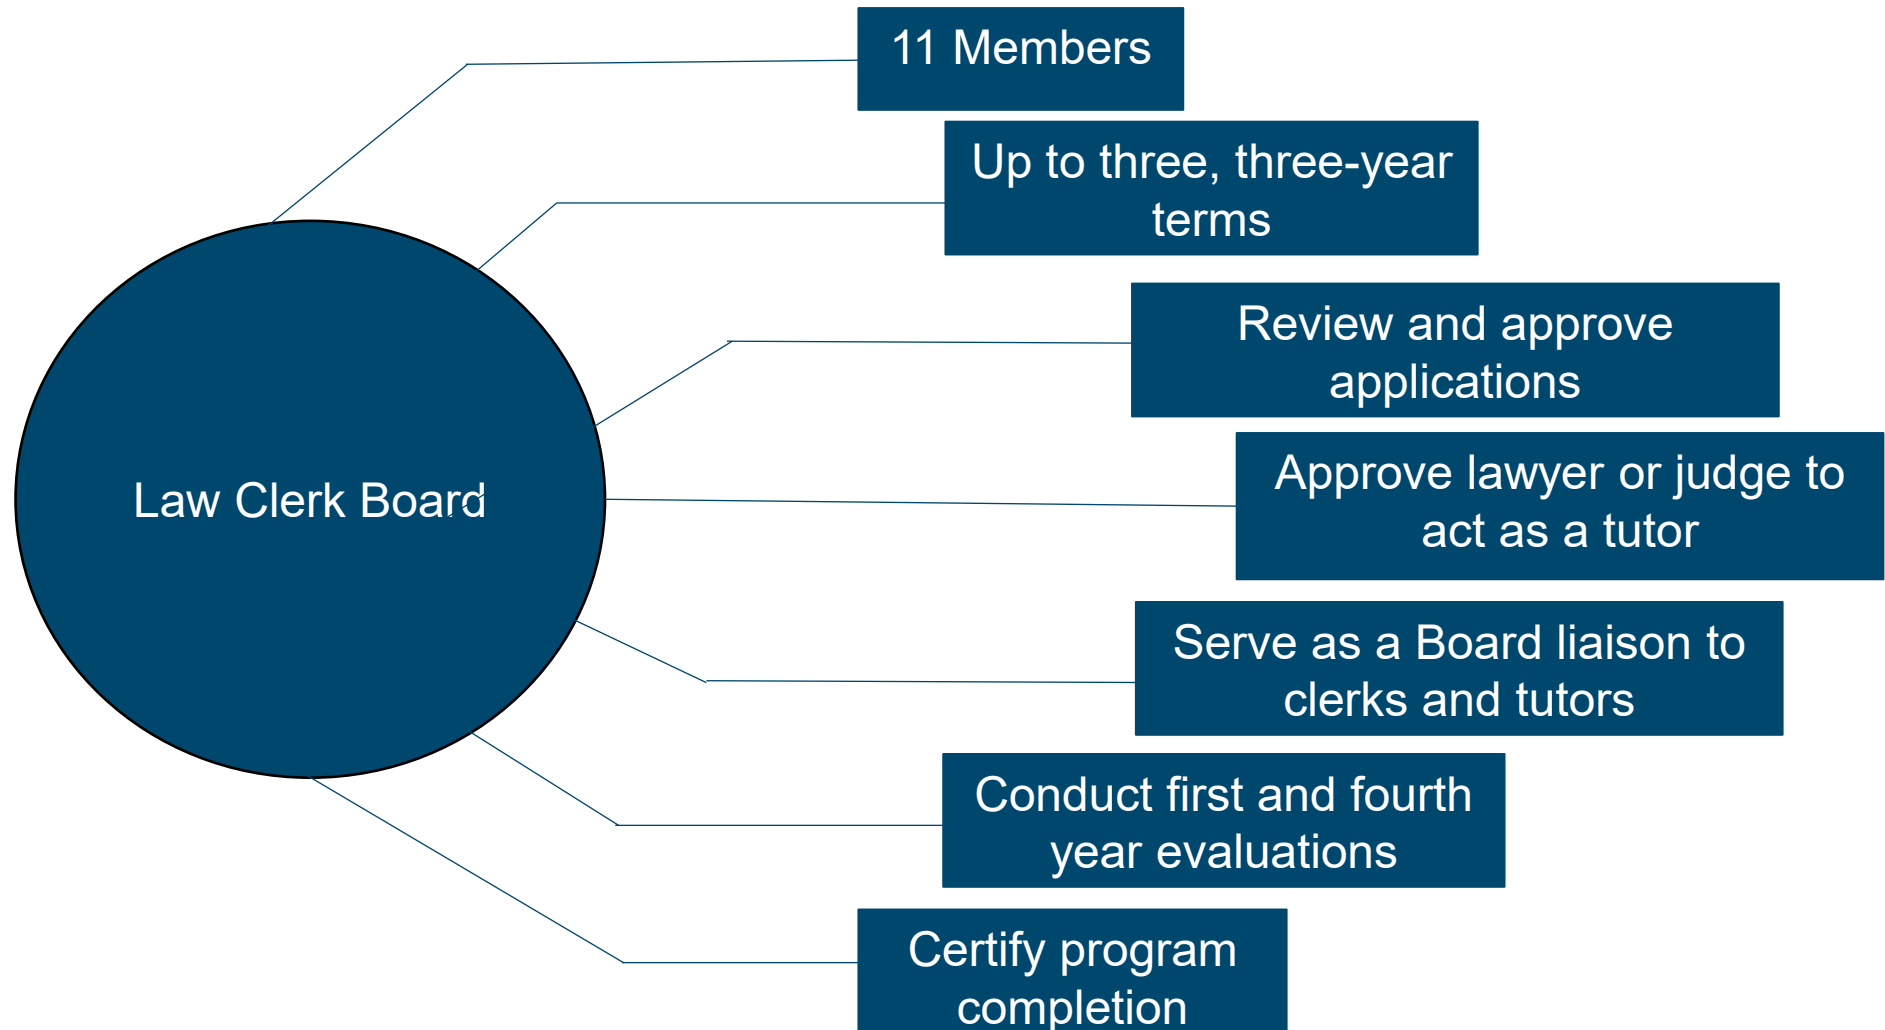 11 Members
Up to three, three-year
terms
Review and approve
applications
Law Clerk Board
Approve lawyer or judge to
act as a tutor
Serve as a Board liaison to
clerks and tutors
Conduct first and fourth
year evaluations
Certify program
completion